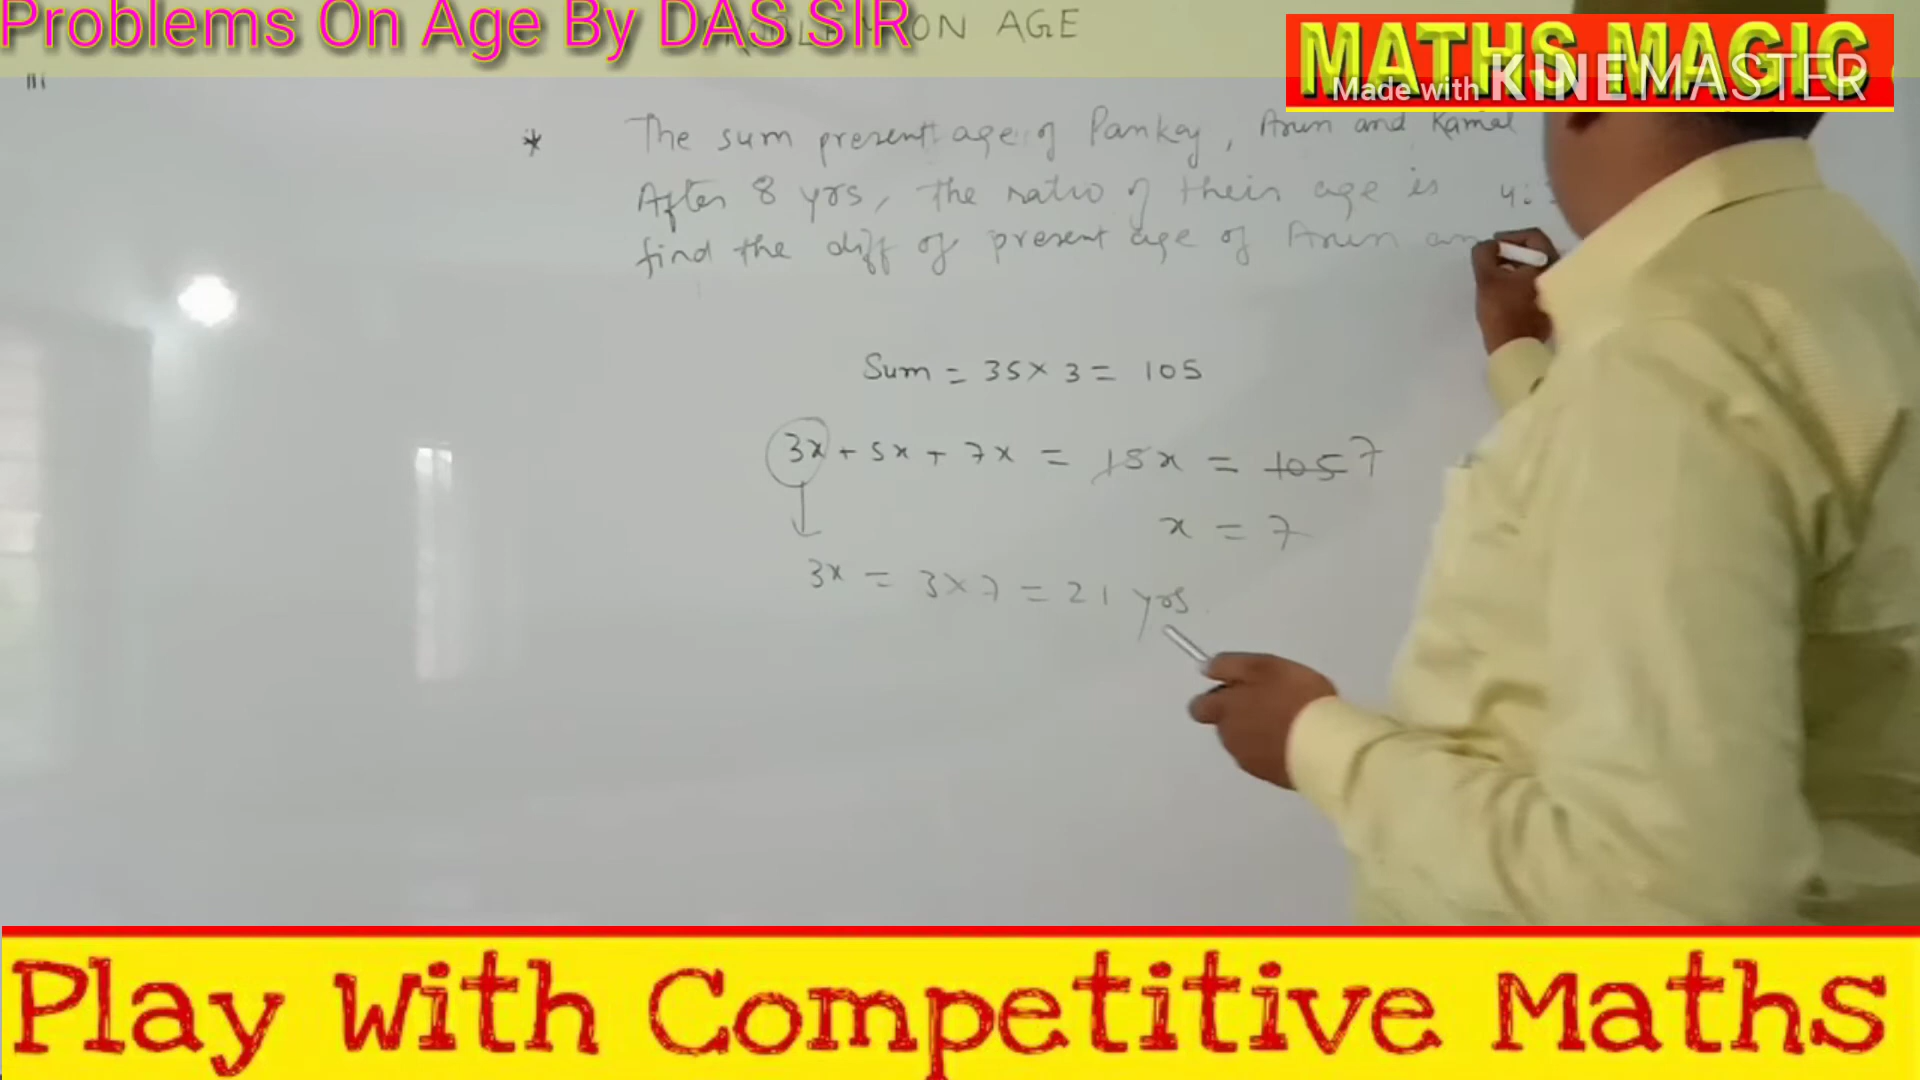 Problems On Age By DAS SIR
ON AGE
MATHS MAGIC
Made with KINEMASTER
* The sum present age of Pankaj, Arun and Kamal
After 8 yrs, the ratio of their age is 4:
find the diff of present age of Arun an
Sum = 35 x 3 = 105
3x + 5x + 7x = 15x = 105 7
x = 7
3x = 3 x 7 = 21 yrs.
Play With Competitive Maths